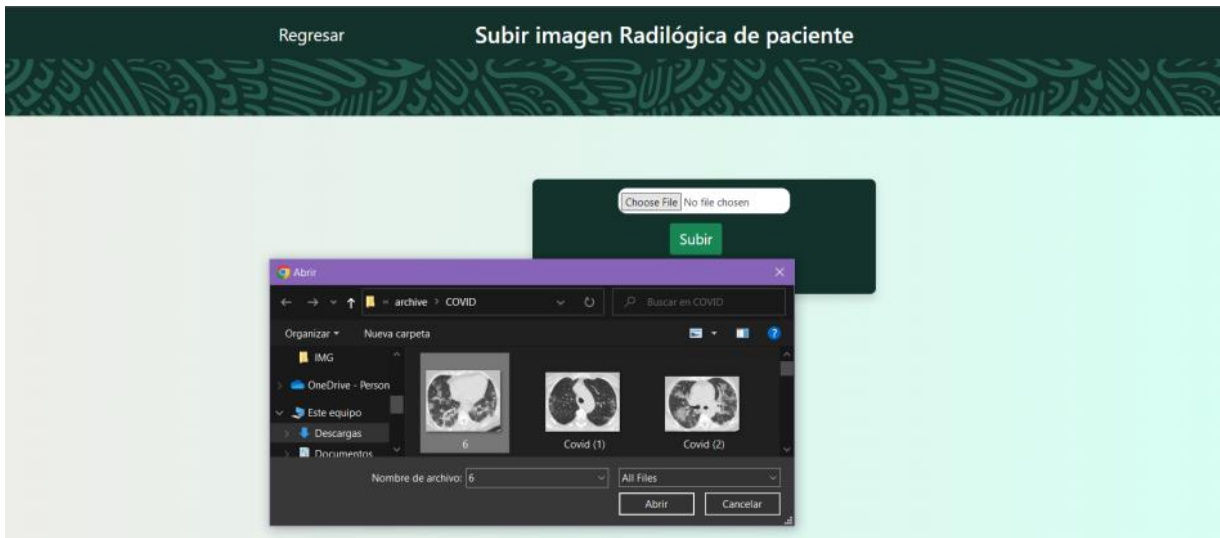 Regresar Subir imagen Radilógica de paciente
Choose File No file chosen
Subir
Abrir
« archive > COVID Buscar en COVID
Organizar Nueva carpeta
IMG
OneDrive - Person
Este equipo
Descargas
Documentos
6 Covid (1) Covid (2)
Nombre de archivo: 6 All Files
Abrir Cancelar